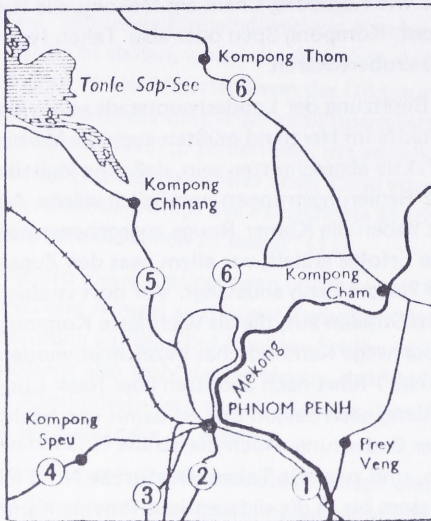 Kompong Thom
Tonle Sap-See
6
Kompong
Chhnang
5
6
Kompong
Cham
Mekong
PHNOM PENH
Kompong
Speu
Prey
Veng
4
3
2
1